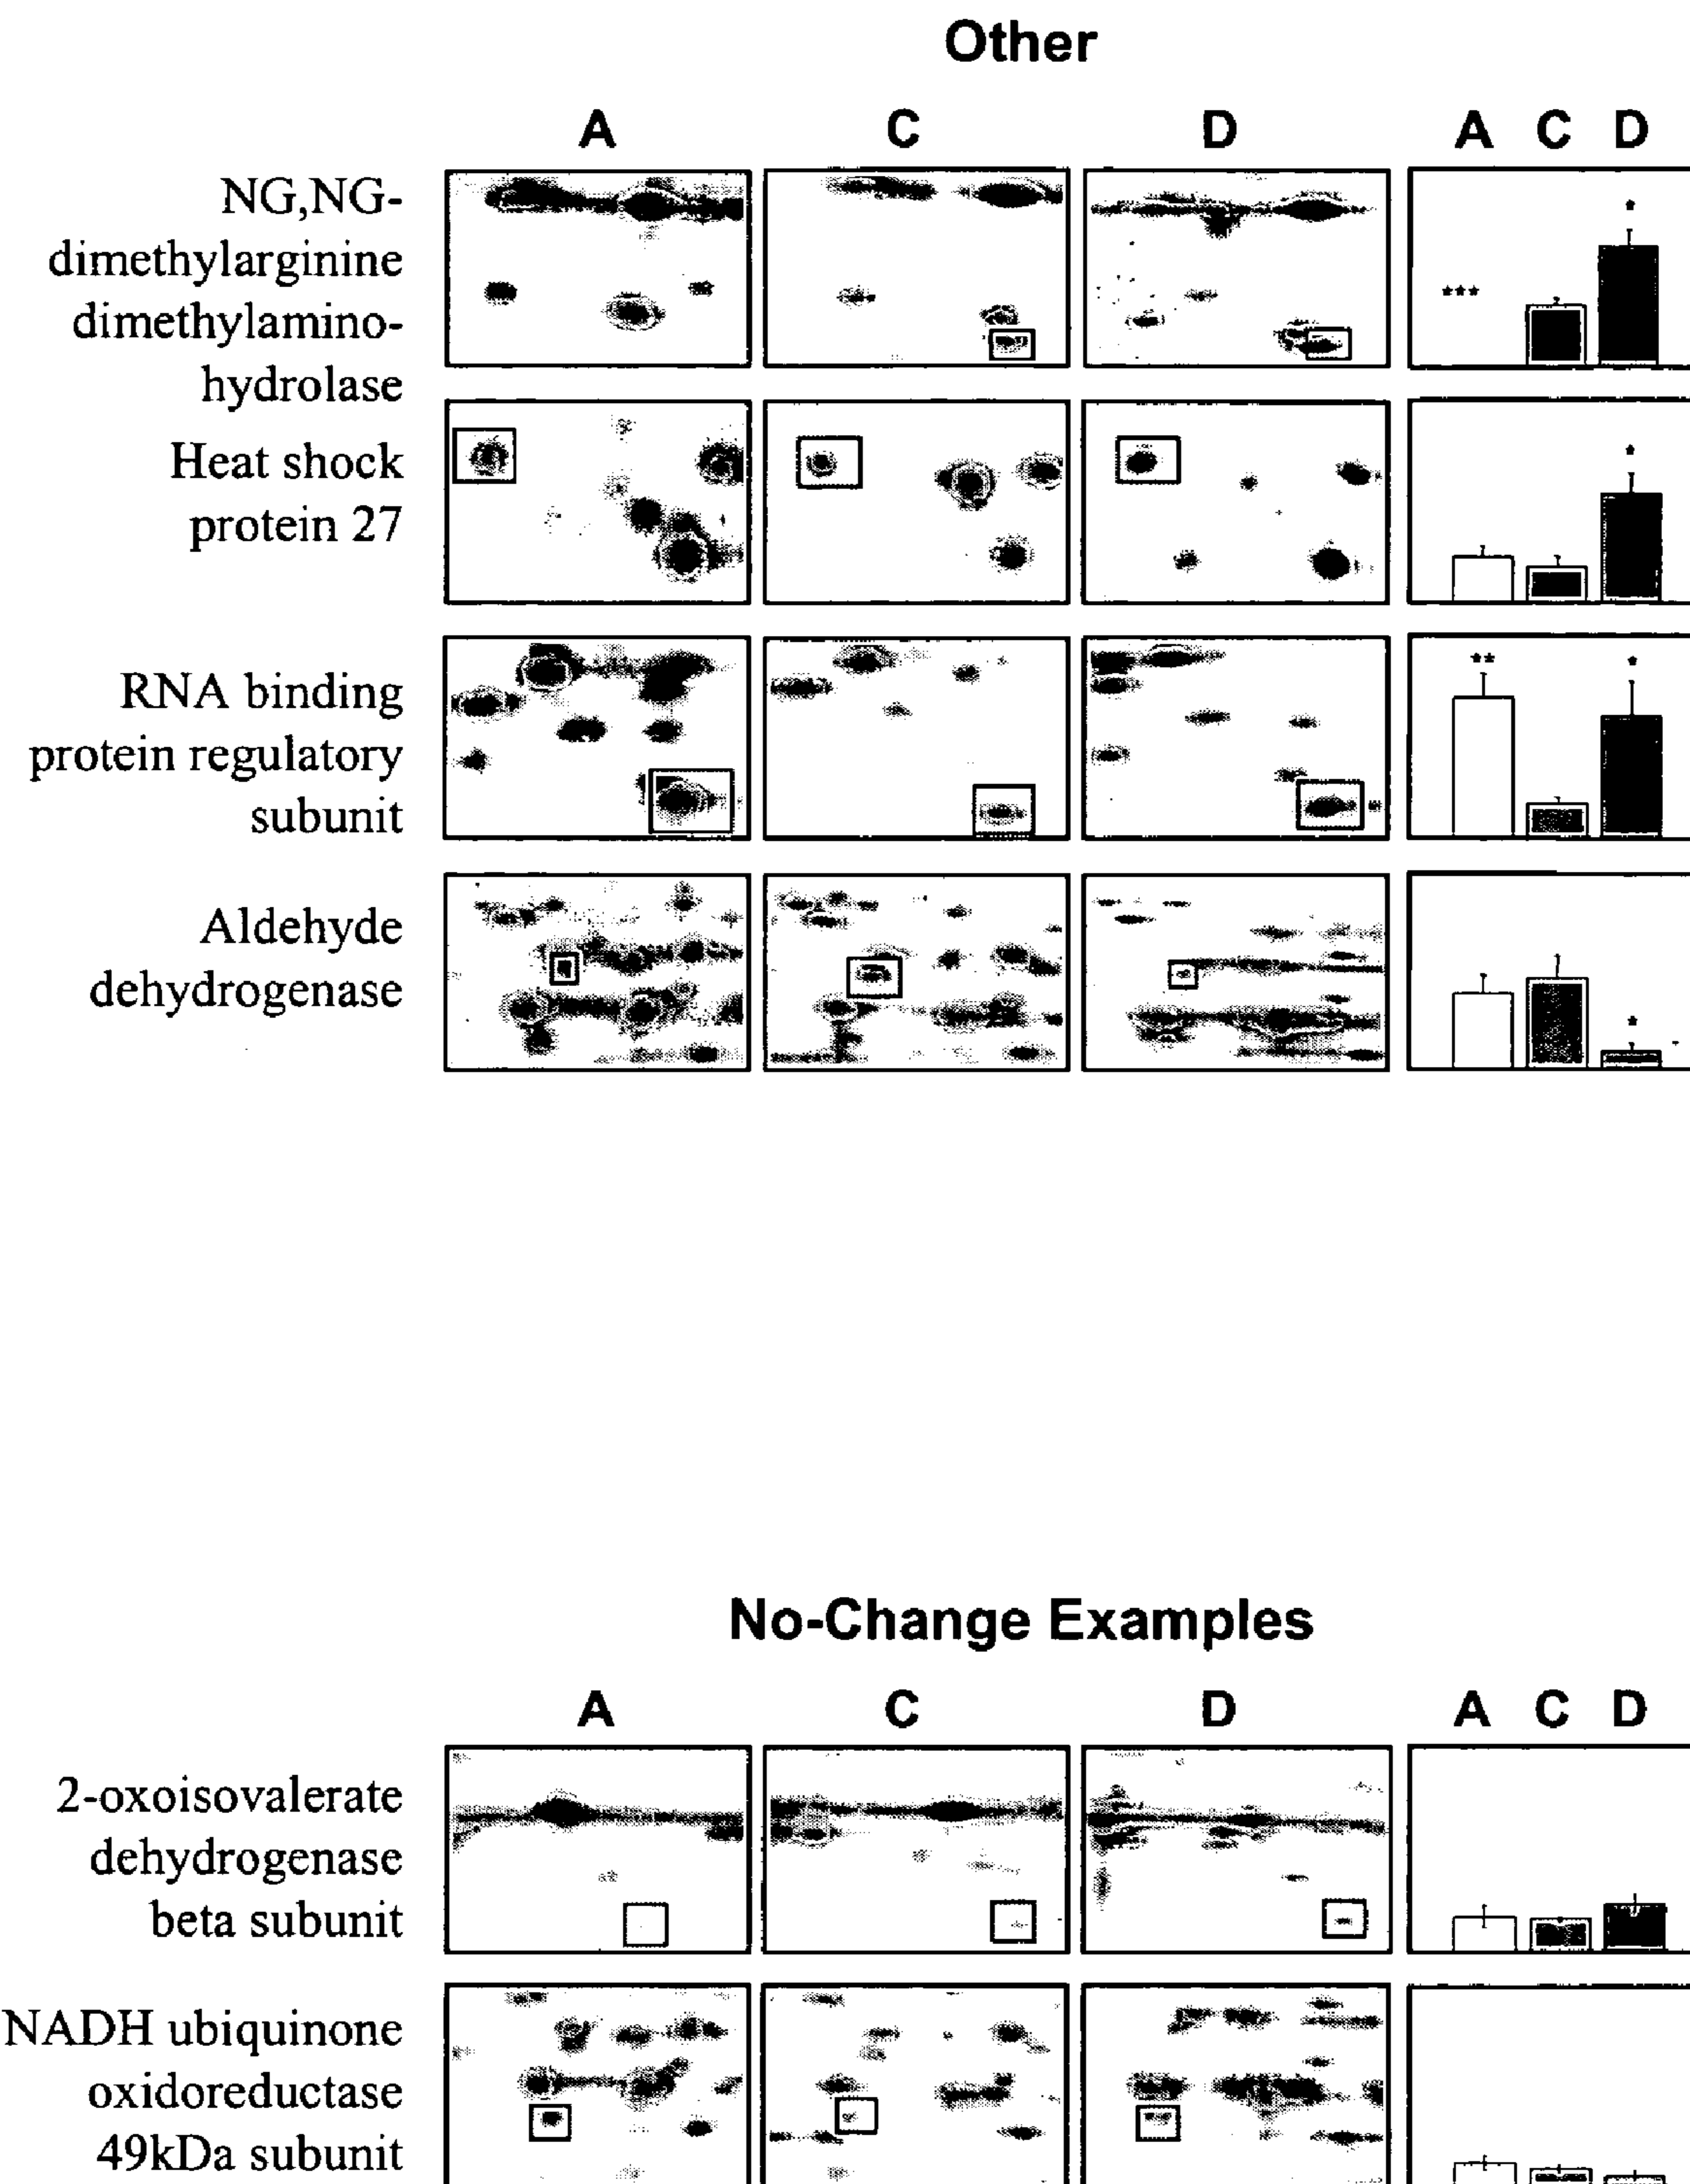 Other
A C D A C D
NG,NG-
dimethylarginine
dimethylamino-
hydrolase
***
*
Heat shock
protein 27
*
RNA binding
protein regulatory
subunit
**
*
Aldehyde
dehydrogenase
*
No-Change Examples
A C D A C D
2-oxoisovalerate
dehydrogenase
beta subunit
NADH ubiquinone
oxidoreductase
49kDa subunit